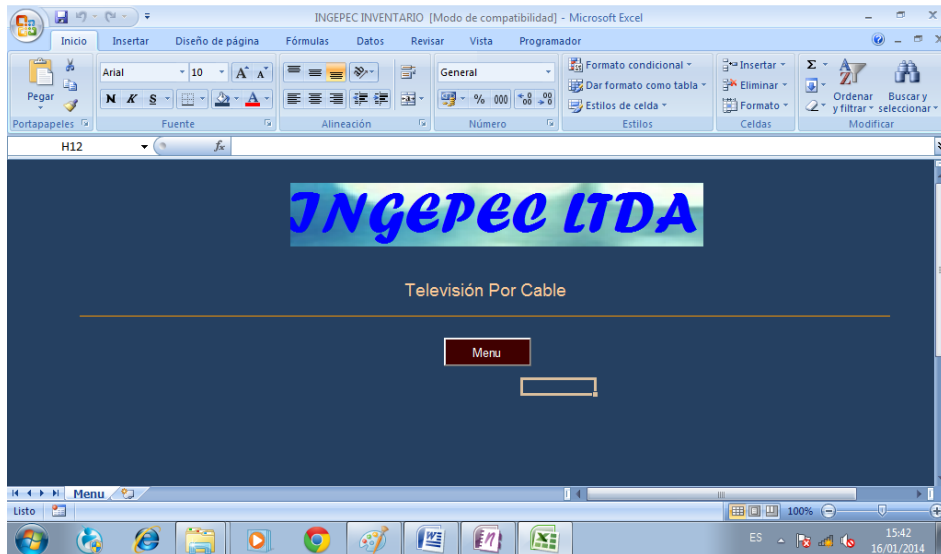 INGEPEC INVENTARIO [Modo de compatibilidad] - Microsoft Excel
Inicio Insertar Diseño de página Fórmulas Datos Revisar Vista Programador
Pegar
Arial 10
General
Formato condicional
Dar formato como tabla
Estilos de celda
Insertar
Eliminar
Formato
Σ
Ordenar y filtrar
Buscar y seleccionar
N K S
% 000
Portapapeles Fuente Alineación Número Estilos Celdas Modificar
H12 fx
INGEPEC LTDA
Televisión Por Cable
Menu
Menu
Listo 100%
ES 15:42
16/01/2014